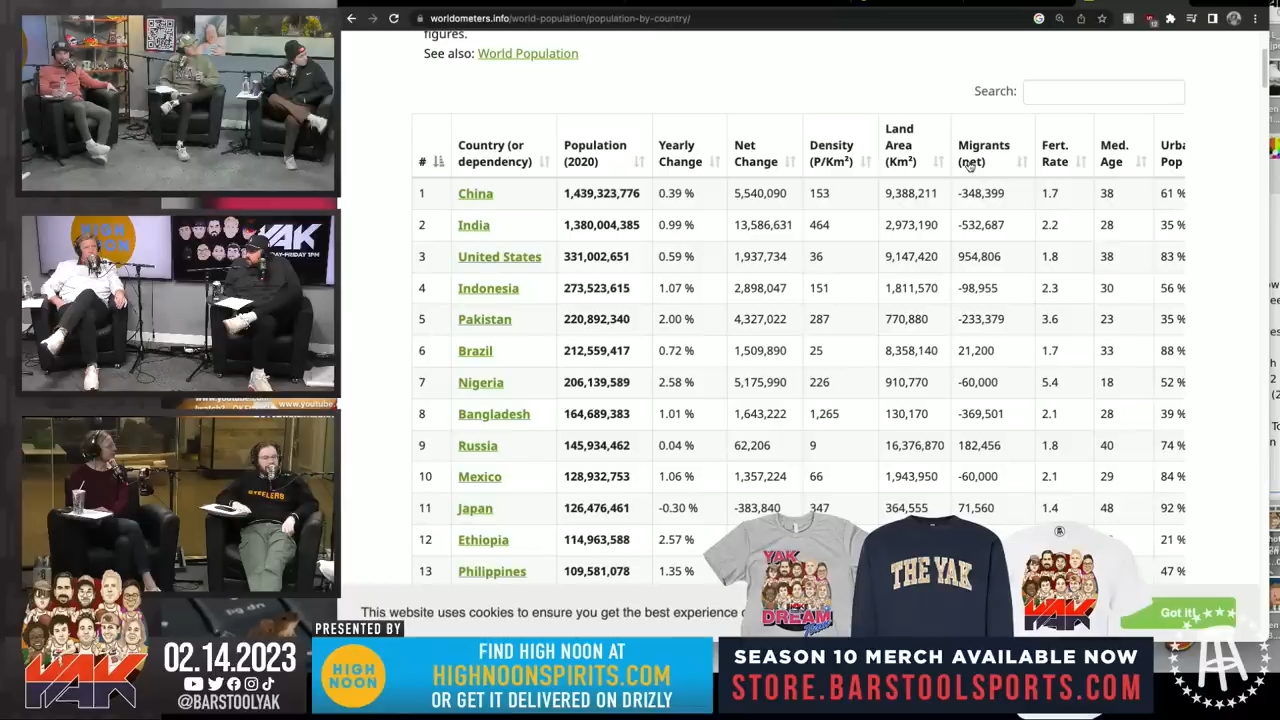 worldometers.info/world-population/population-by-country/
figures.
See also: World Population
Search:
# Country (or dependency) Population (2020) Yearly Change Net Change Density (P/Km²) Land Area (Km²) Migrants (net) Fert. Rate Med. Age Urba Pop
1 China 1,439,323,776 0.39 % 5,540,090 153 9,388,211 -348,399 1.7 38 61 %
2 India 1,380,004,385 0.99 % 13,586,631 464 2,973,190 -532,687 2.2 28 35 %
3 United States 331,002,651 0.59 % 1,937,734 36 9,147,420 954,806 1.8 38 83 %
4 Indonesia 273,523,615 1.07 % 2,898,047 151 1,811,570 -98,955 2.3 30 56 %
5 Pakistan 220,892,340 2.00 % 4,327,022 287 770,880 -233,379 3.6 23 35 %
6 Brazil 212,559,417 0.72 % 1,509,890 25 8,358,140 21,200 1.7 33 88 %
7 Nigeria 206,139,589 2.58 % 5,175,990 226 910,770 -60,000 5.4 18 52 %
8 Bangladesh 164,689,383 1.01 % 1,643,222 1,265 130,170 -369,501 2.1 28 39 %
9 Russia 145,934,462 0.04 % 62,206 9 16,376,870 182,456 1.8 40 74 %
10 Mexico 128,932,753 1.06 % 1,357,224 66 1,943,950 -60,000 2.1 29 84 %
11 Japan 126,476,461 -0.30 % -383,840 347 364,555 71,560 1.4 48 92 %
12 Ethiopia 114,963,588 2.57 % 21 %
13 Philippines 109,581,078 1.35 % 47 %
This website uses cookies to ensure you get the best experience
Got it!
HIGH NOON
YAK
DAY-FRIDAY 1PM
www.youtube.
STEELERS
YAK
DREAM
THE YAK
YAK
YAK
02.14.2023
@BARSTOOLYAK
PRESENTED BY
HIGH NOON
FIND HIGH NOON AT
HIGHNOONSPIRITS.COM
OR GET IT DELIVERED ON DRIZLY
SEASON 10 MERCH AVAILABLE NOW
STORE.BARSTOOLSPORTS.COM